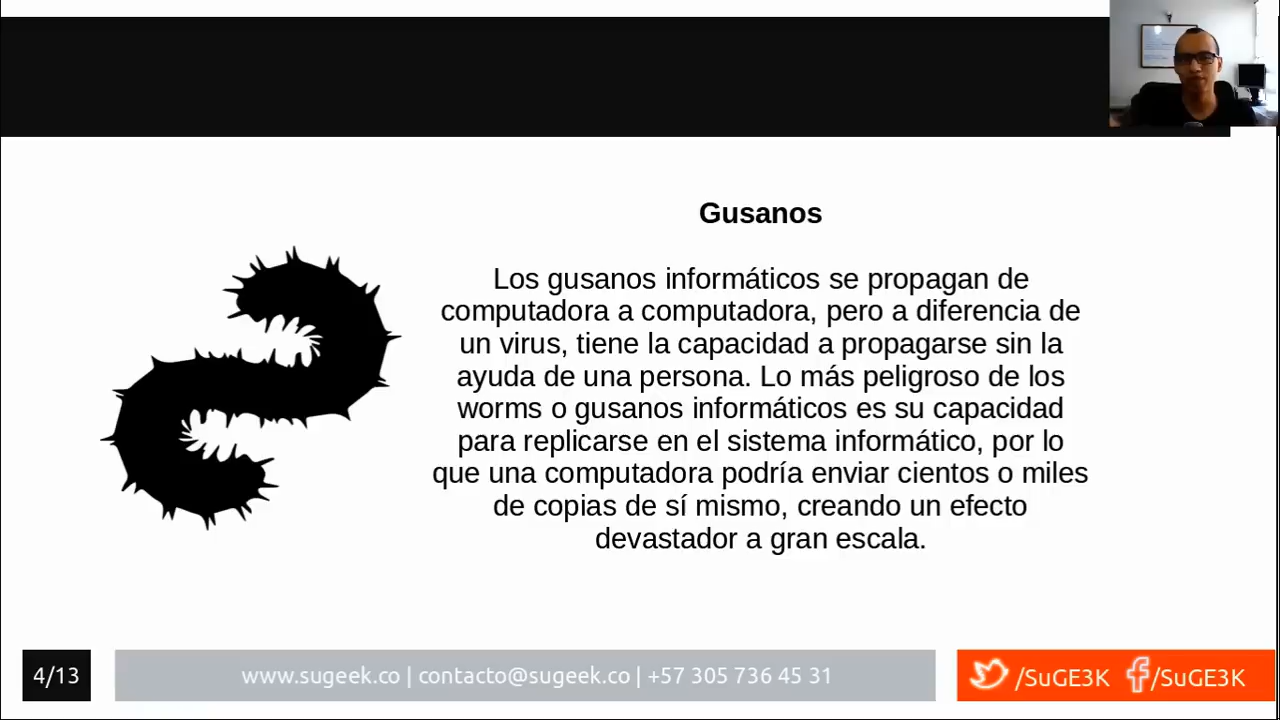 Gusanos
Los gusanos informáticos se propagan de
computadora a computadora, pero a diferencia de
un virus, tiene la capacidad a propagarse sin la
ayuda de una persona. Lo más peligroso de los
worms o gusanos informáticos es su capacidad
para replicarse en el sistema informático, por lo
que una computadora podría enviar cientos o miles
de copias de sí mismo, creando un efecto
devastador a gran escala.
4/13
www.sugeek.co | contacto@sugeek.co | +57 305 736 45 31
/SuGE3K
/SuGE3K